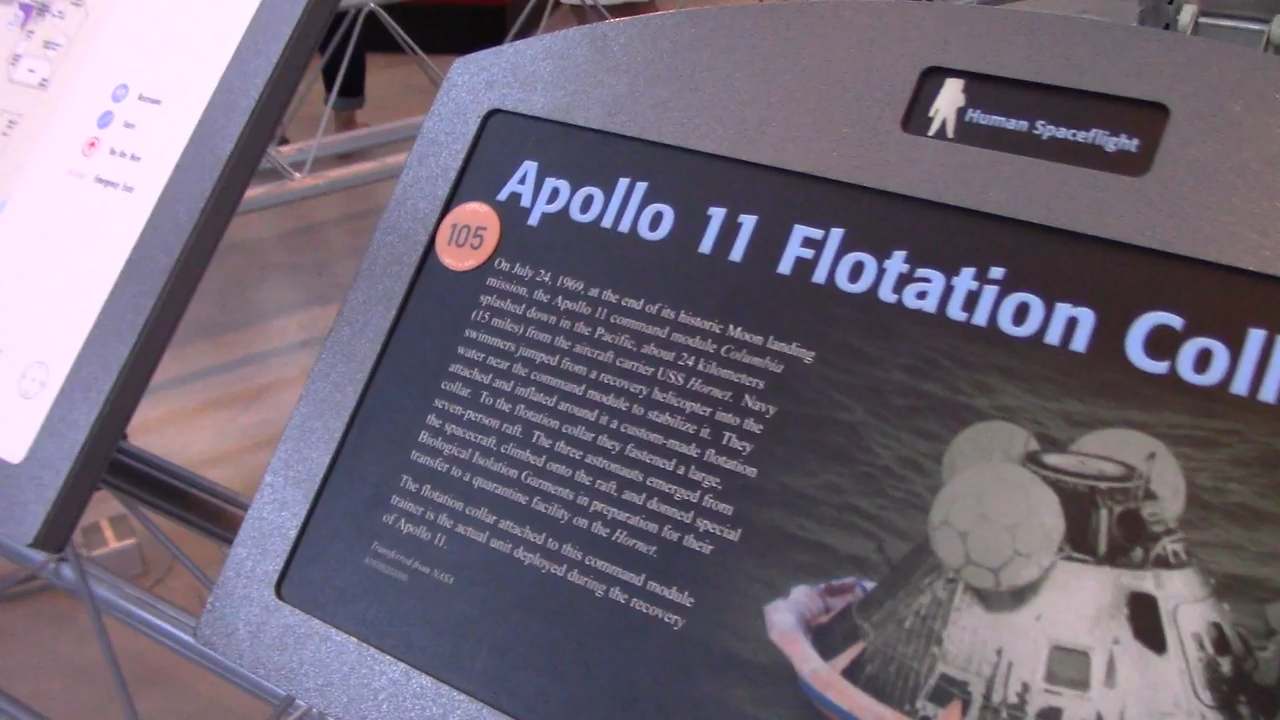 Human Spaceflight
Apollo 11 Flotation Coll
105
On July 24, 1969, at the end of its historic Moon landing
mission, the Apollo 11 command module Columbia
splashed down in the Pacific, about 24 kilometers
(15 miles) from the aircraft carrier USS Hornet. Navy
swimmers jumped from a recovery helicopter into the
water near the command module to stabilize it. They
attached and inflated around it a custom-made flotation
collar. To the flotation collar they fastened a large,
seven-person raft. The three astronauts emerged from
the spacecraft, climbed onto the raft, and donned special
Biological Isolation Garments in preparation for their
transfer to a quarantine facility on the Hornet.
The flotation collar attached to this command module
trainer is the actual unit deployed during the recovery
of Apollo 11.
Transferred from NASA